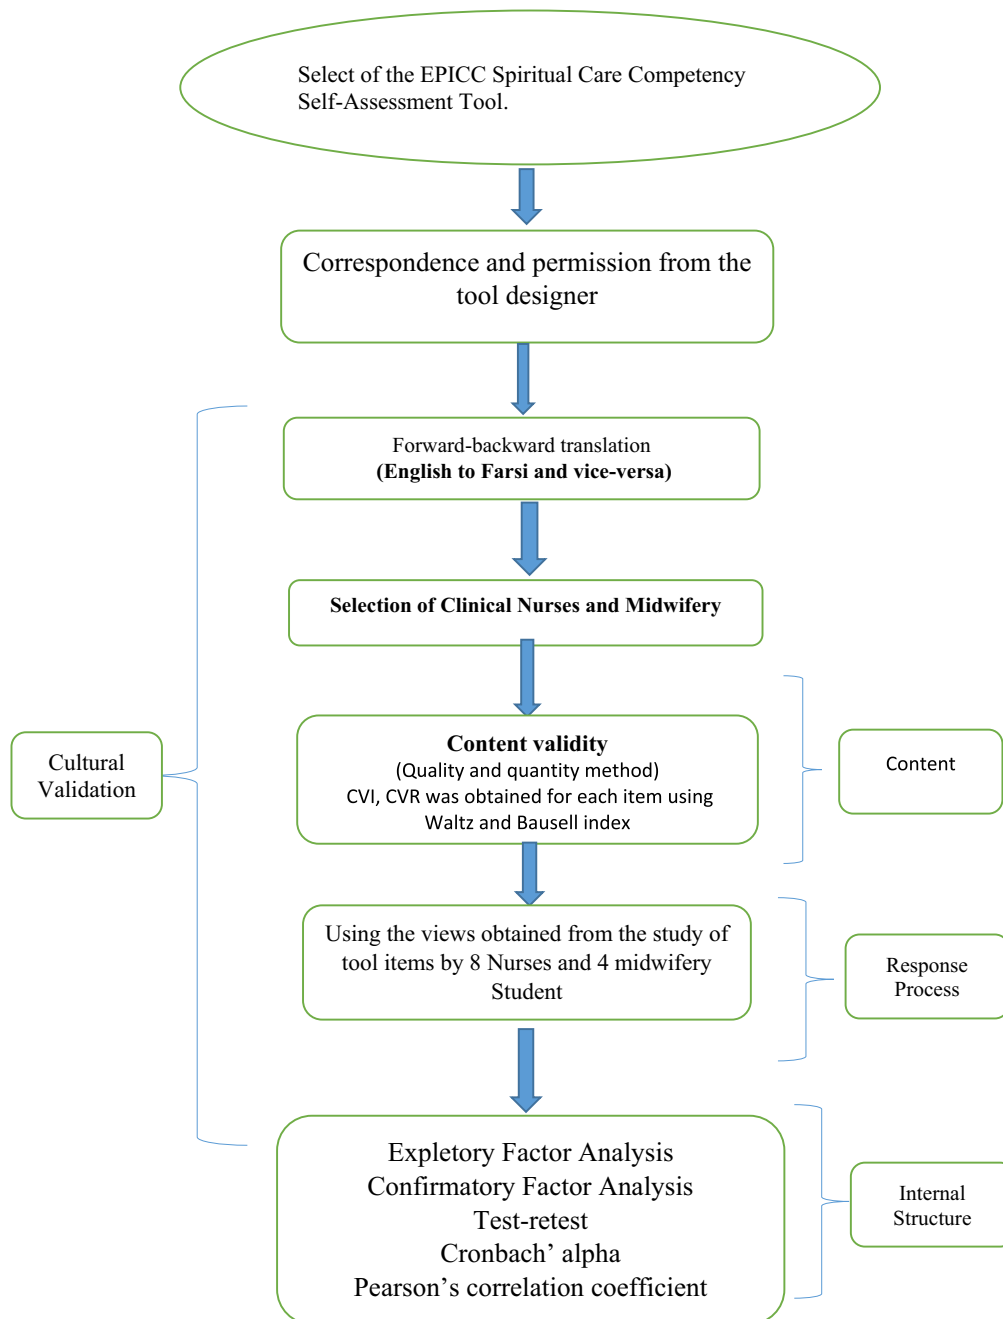 Select of the EPICC Spiritual Care Competency
Self-Assessment Tool.
Correspondence and permission from the
tool designer
Forward-backward translation
(English to Farsi and vice-versa)
Selection of Clinical Nurses and Midwifery
Cultural
Validation
Content validity
(Quality and quantity method)
CVI, CVR was obtained for each item using
Waltz and Bausell index
Content
Using the views obtained from the study of
tool items by 8 Nurses and 4 midwifery
Student
Response
Process
Expletory Factor Analysis
Confirmatory Factor Analysis
Test-retest
Cronbach’ alpha
Pearson’s correlation coefficient
Internal
Structure